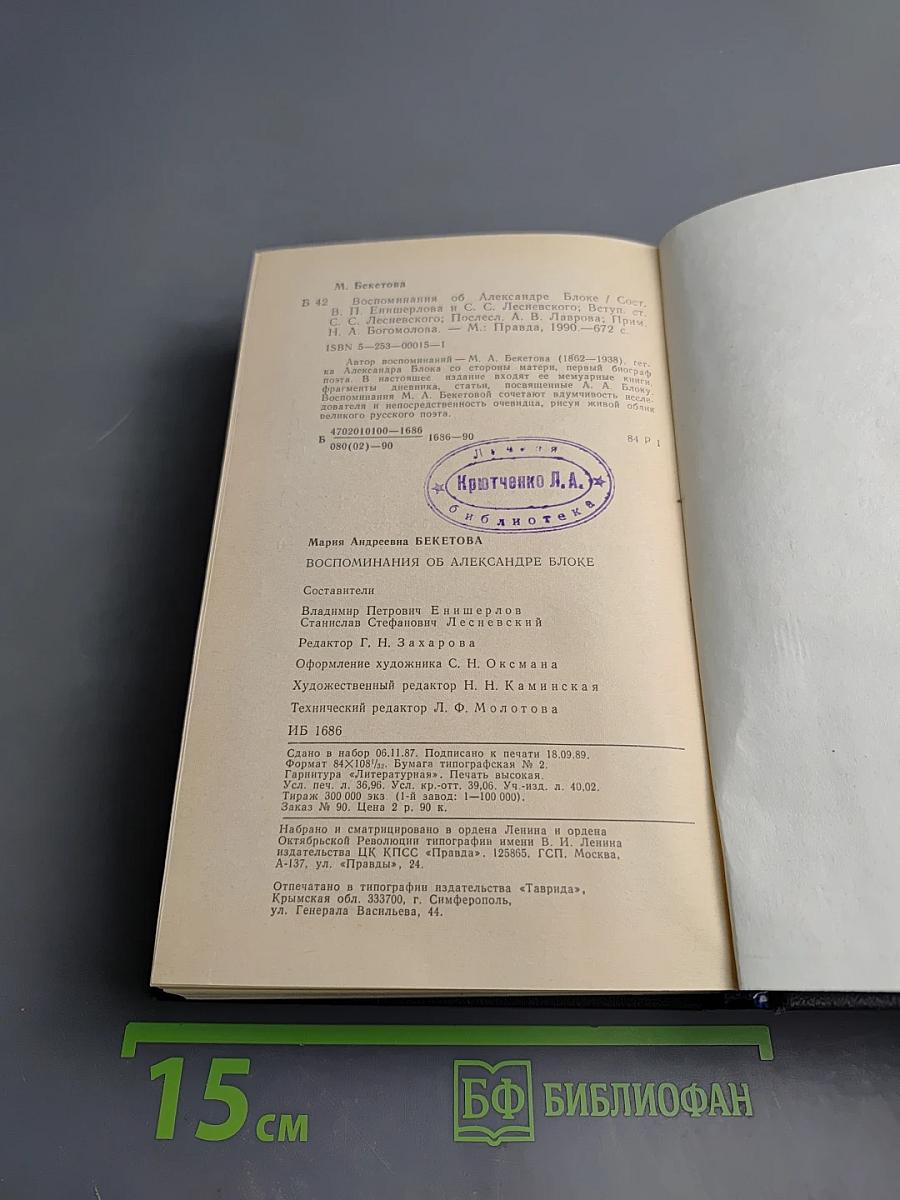 М. Бекетова
Б 42 Воспоминания об Александре Блоке / Сост.
В. П. Енишерлова и С. С. Лесневского; Вступ. ст.
С. С. Лесневского; Послесл. А. В. Лаврова; Прим.
Н. А. Богомолова. — М.: Правда, 1990.—672 с.
ISBN 5—253—00015—1
Автор воспоминаний — М. А. Бекетова (1862—1938), тет-
ка Александра Блока со стороны матери, первый биограф
поэта. В настоящее издание входят ее мемуарные книги,
фрагменты дневника, статьи, посвященные А. А. Блоку.
Воспоминания М. А. Бекетовой сочетают вдумчивость иссле-
дователя и непосредственность очевидца, рисуя живой облик
великого русского поэта.
Б 4702010100—1686
080(02)—90
1686—90
84 Р 1
Личная
Крютченко Л.А.
библиотека
Мария Андреевна БЕКЕТОВА
ВОСПОМИНАНИЯ ОБ АЛЕКСАНДРЕ БЛОКЕ
Составители
Владимир Петрович Енишерлов
Станислав Стефанович Лесневский
Редактор Г. Н. Захарова
Оформление художника С. Н. Оксмана
Художественный редактор Н. Н. Каминская
Технический редактор Л. Ф. Молотова
ИБ 1686
Сдано в набор 06.11.87. Подписано к печати 18.09.89.
Формат 84×108¹/₃₂. Бумага типографская № 2.
Гарнитура «Литературная». Печать высокая.
Усл. печ. л. 36,96. Усл. кр.-отт. 39,06. Уч.-изд. л. 40,02.
Тираж 300 000 экз. (1-й завод: 1—100 000).
Заказ № 90. Цена 2 р. 90 к.
Набрано и сматрицировано в ордена Ленина и ордена
Октябрьской Революции типографии имени В. И. Ленина
издательства ЦК КПСС «Правда». 125865. ГСП. Москва,
А-137, ул. «Правды», 24.
Отпечатано в типографии издательства «Таврида»,
Крымская обл. 333700, г. Симферополь,
ул. Генерала Васильева, 44.
15 см
БФ БИБЛИОФАН